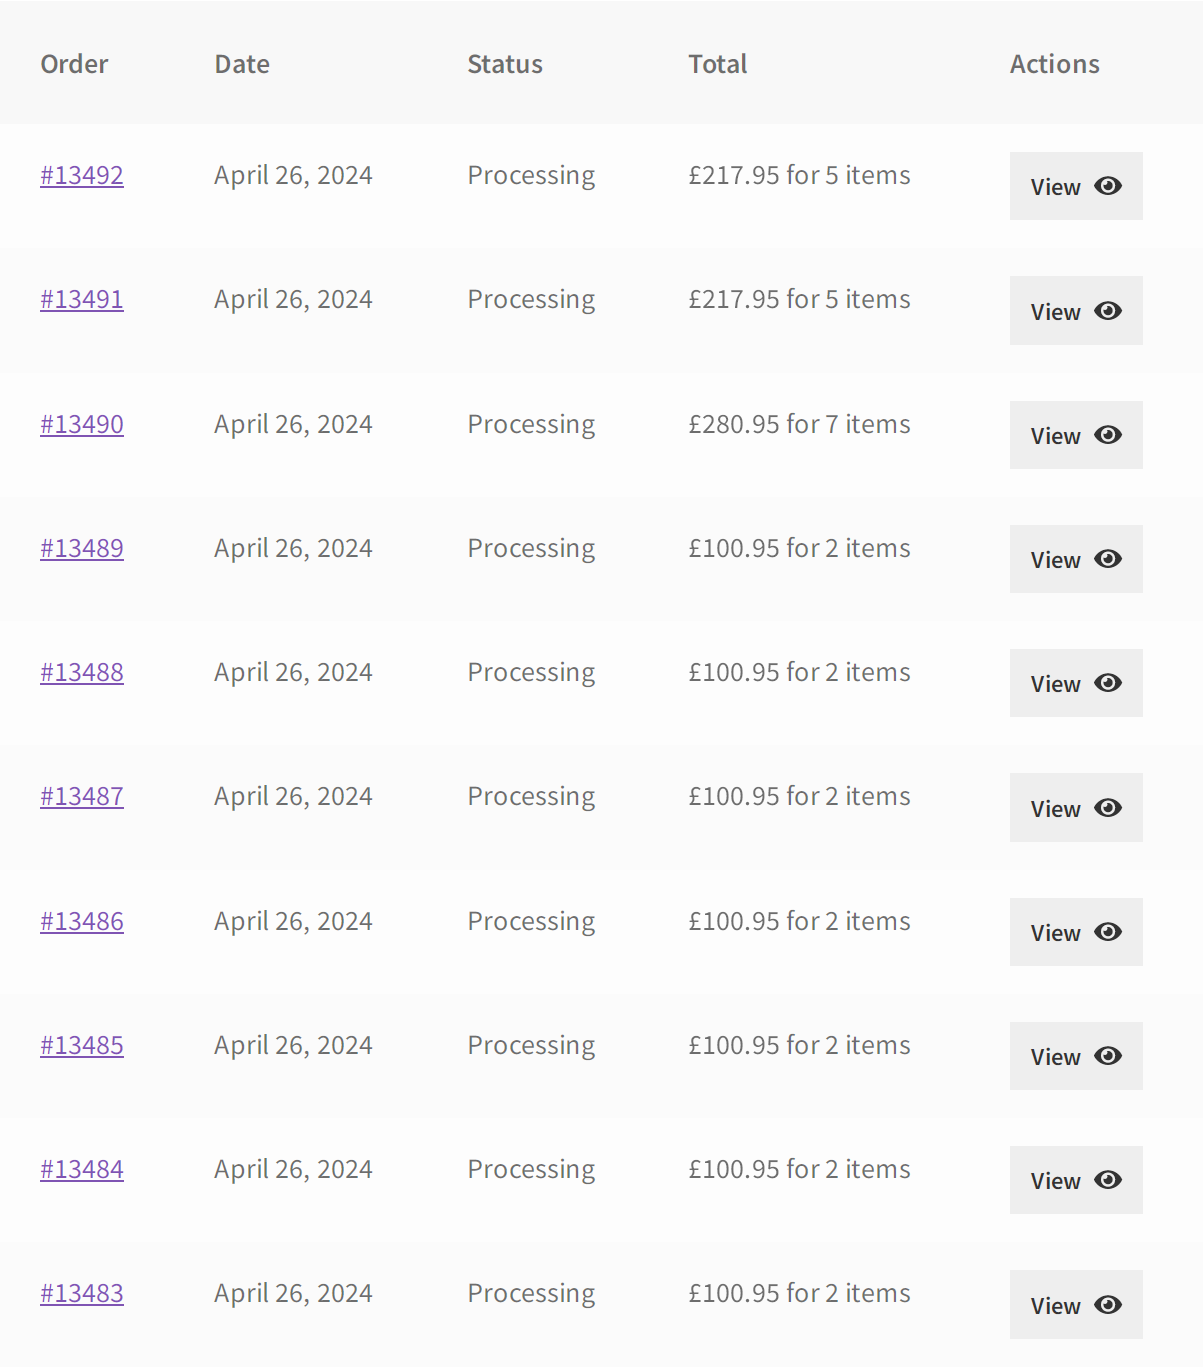 Order Date Status Total Actions
#13492 April 26, 2024 Processing £217.95 for 5 items View
#13491 April 26, 2024 Processing £217.95 for 5 items View
#13490 April 26, 2024 Processing £280.95 for 7 items View
#13489 April 26, 2024 Processing £100.95 for 2 items View
#13488 April 26, 2024 Processing £100.95 for 2 items View
#13487 April 26, 2024 Processing £100.95 for 2 items View
#13486 April 26, 2024 Processing £100.95 for 2 items View
#13485 April 26, 2024 Processing £100.95 for 2 items View
#13484 April 26, 2024 Processing £100.95 for 2 items View
#13483 April 26, 2024 Processing £100.95 for 2 items View